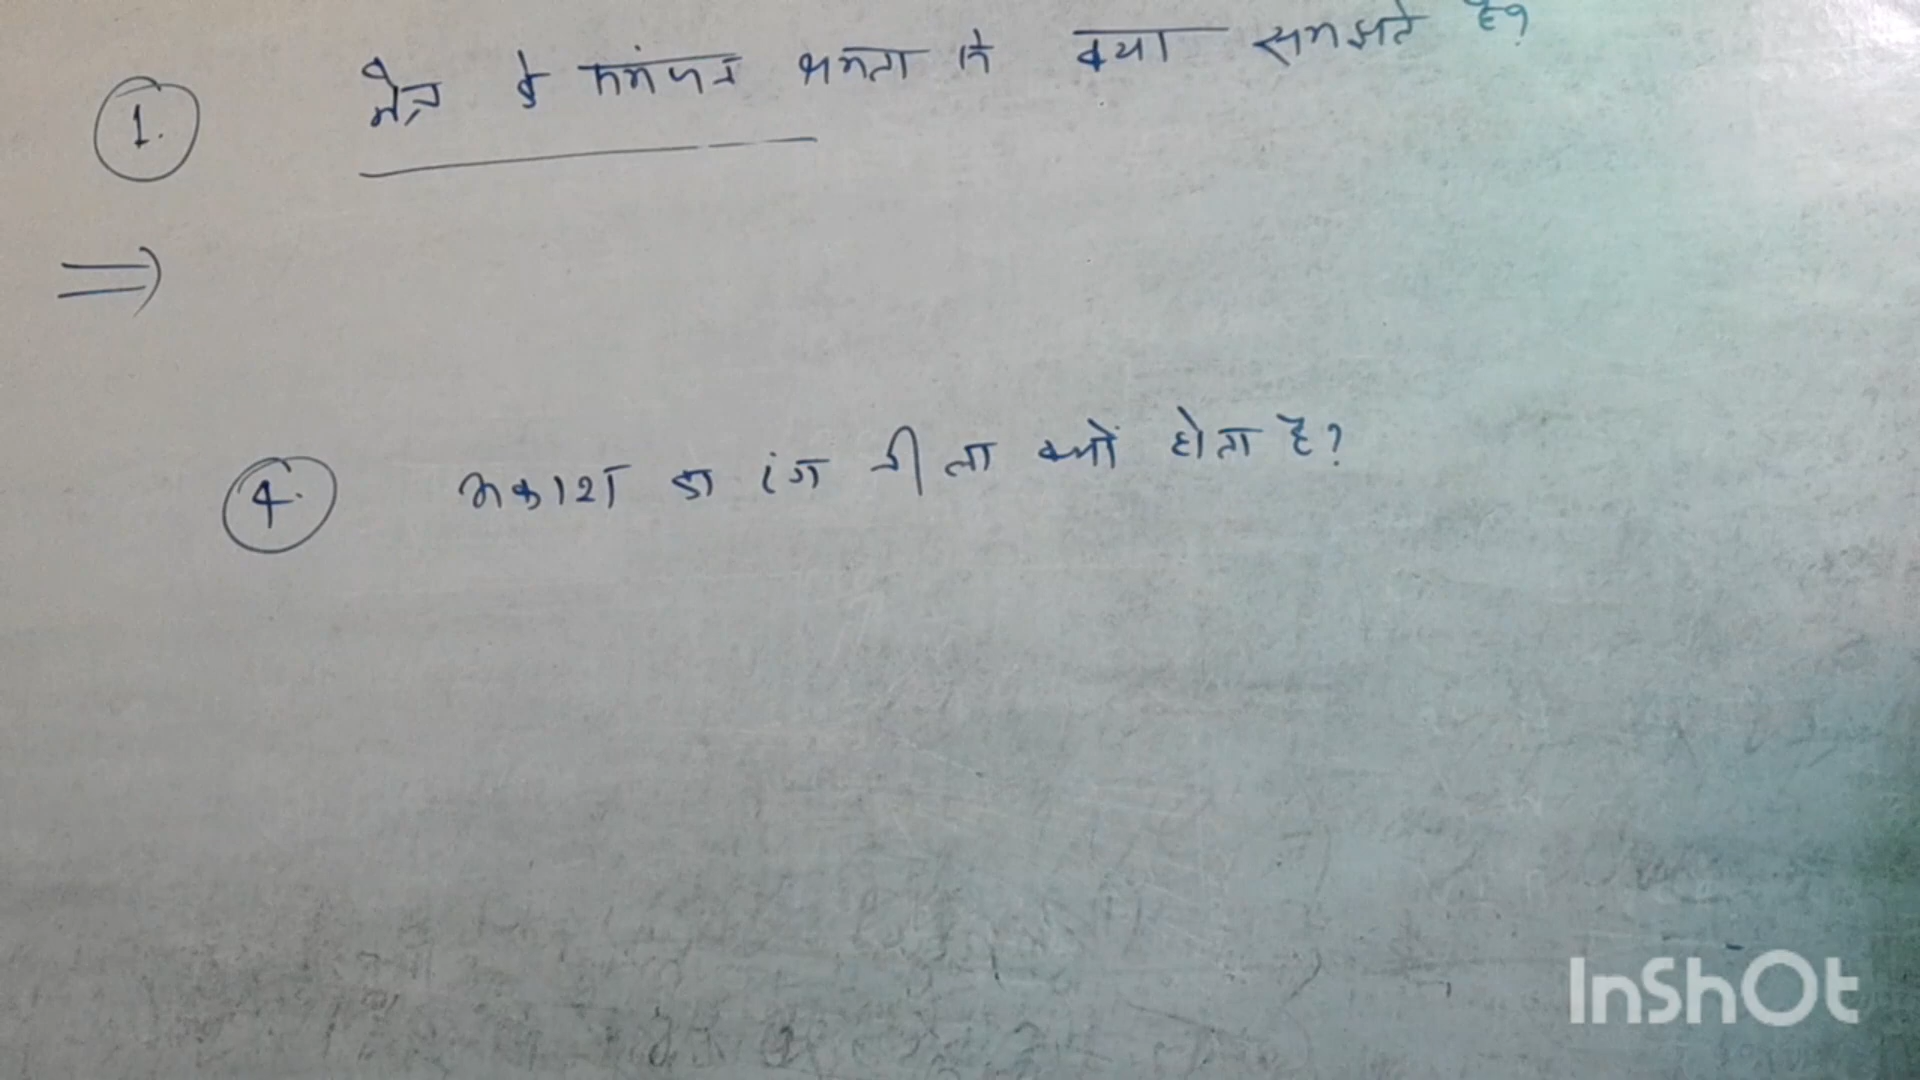 1. नेत्र के समंजन क्षमता से क्या समझते है?
⇒
4. आकाश का रंग नीला क्यों होता है?
InShOt